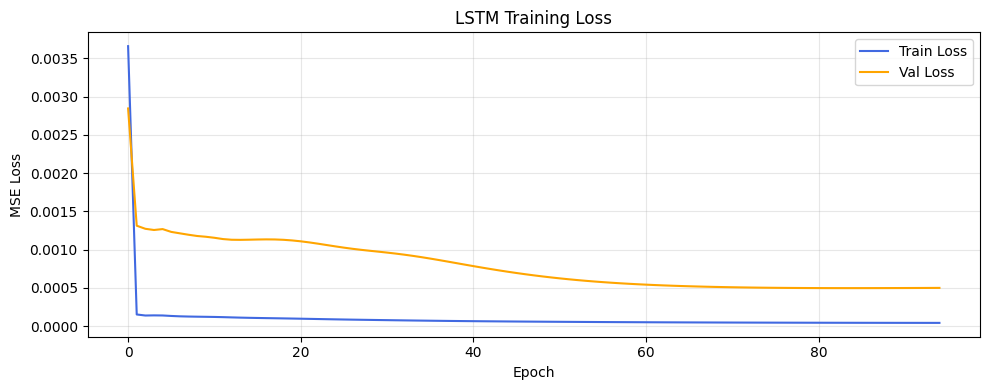 LSTM Training Loss
Train Loss
Val Loss
MSE Loss
0.0035
0.0030
0.0025
0.0020
0.0015
0.0010
0.0005
0.0000
0 20 40 60 80
Epoch